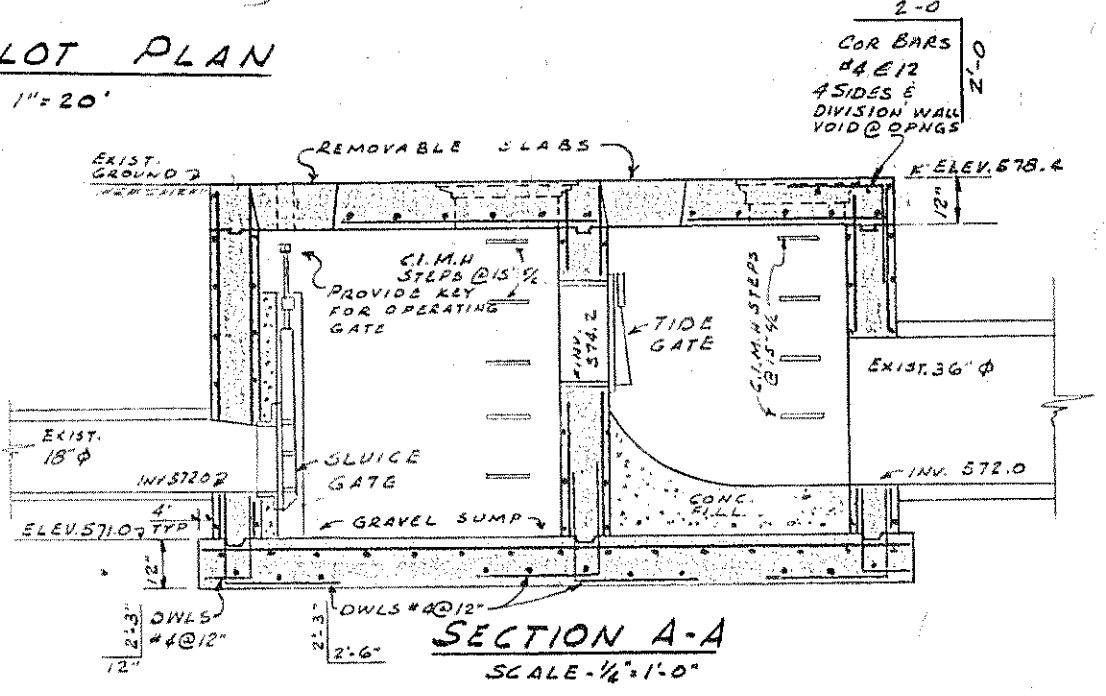 LOT PLAN
1"=20'
2-0
COR BARS
#4@12
4 SIDES &
DIVISION WALL
VOID @ OPNGS
2'-0
REMOVABLE SLABS
EXIST.
GROUND
ELEV. 578.4
12"
C.I.M.H
STEPS @15" %
PROVIDE KEY
FOR OPERATING
GATE
INV.
574.2
TIDE
GATE
C.I.M.H STEPS
@15" %
EXIST. 36" φ
EXIST.
18" φ
INV 572.0
SLUICE
GATE
INV. 572.0
CONC.
FILL
4"
TYP
ELEV. 571.0
GRAVEL SUMP
12"
2'-3"
12"
DWLS
#4@12"
2'-3"
2'-6"
DWLS #4@12"
SECTION A-A
SCALE - 1/4" = 1'-0"